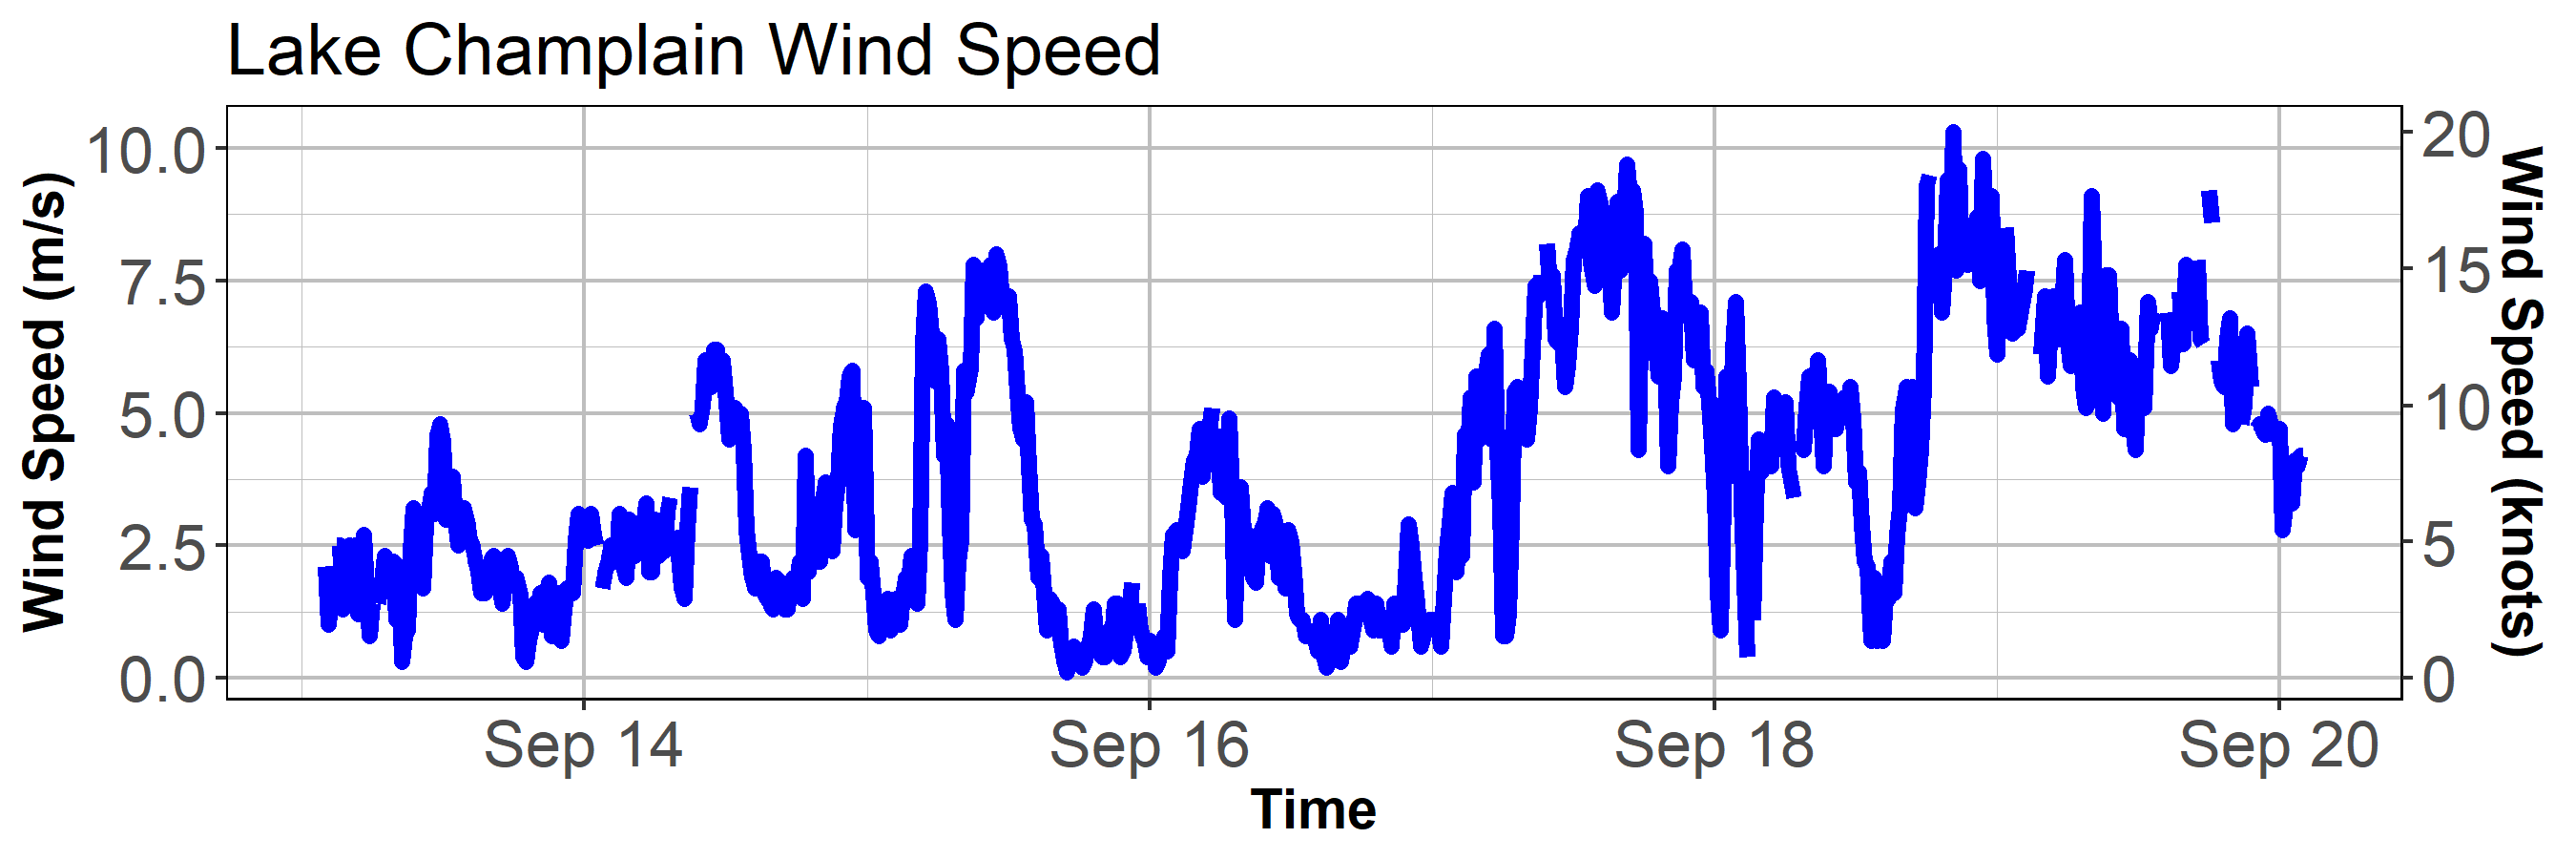 Lake Champlain Wind Speed
Wind Speed (m/s)
10.0
7.5
5.0
2.5
0.0
20
15
10
5
0
Wind Speed (knots)
Sep 14
Sep 16
Sep 18
Sep 20
Time